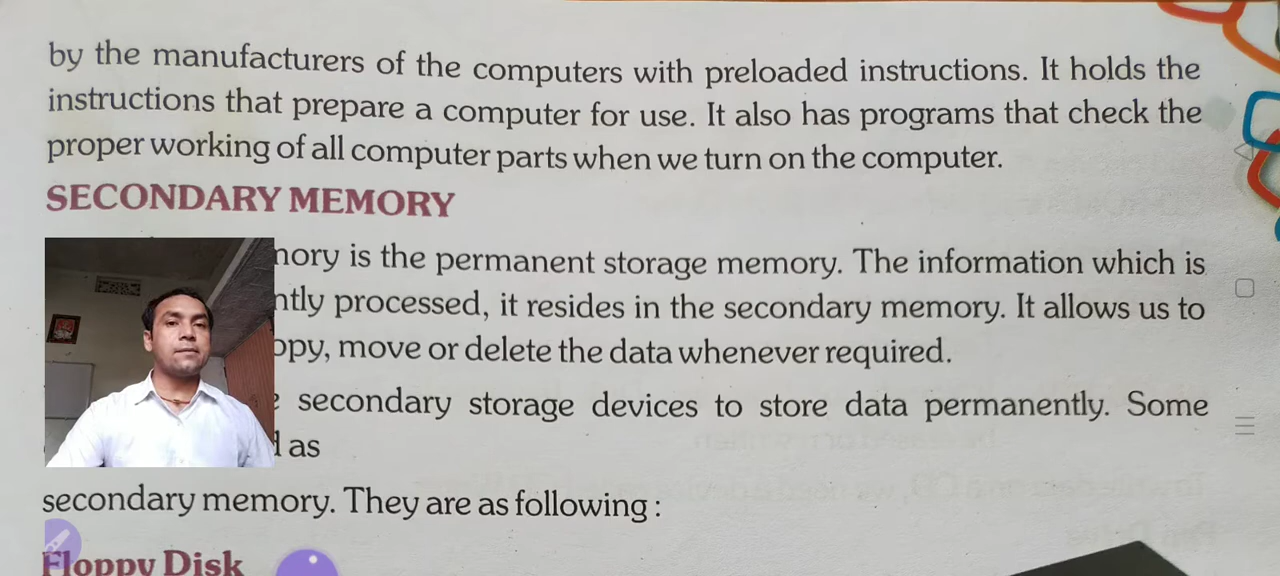 by the manufacturers of the computers with preloaded instructions. It holds the
instructions that prepare a computer for use. It also has programs that check the
proper working of all computer parts when we turn on the computer.
SECONDARY MEMORY
is the permanent storage memory. The information which is
processed, it resides in the secondary memory. It allows us to
move or delete the data whenever required.
secondary storage devices to store data permanently. Some
as
secondary memory. They are as following :
Floppy Disk